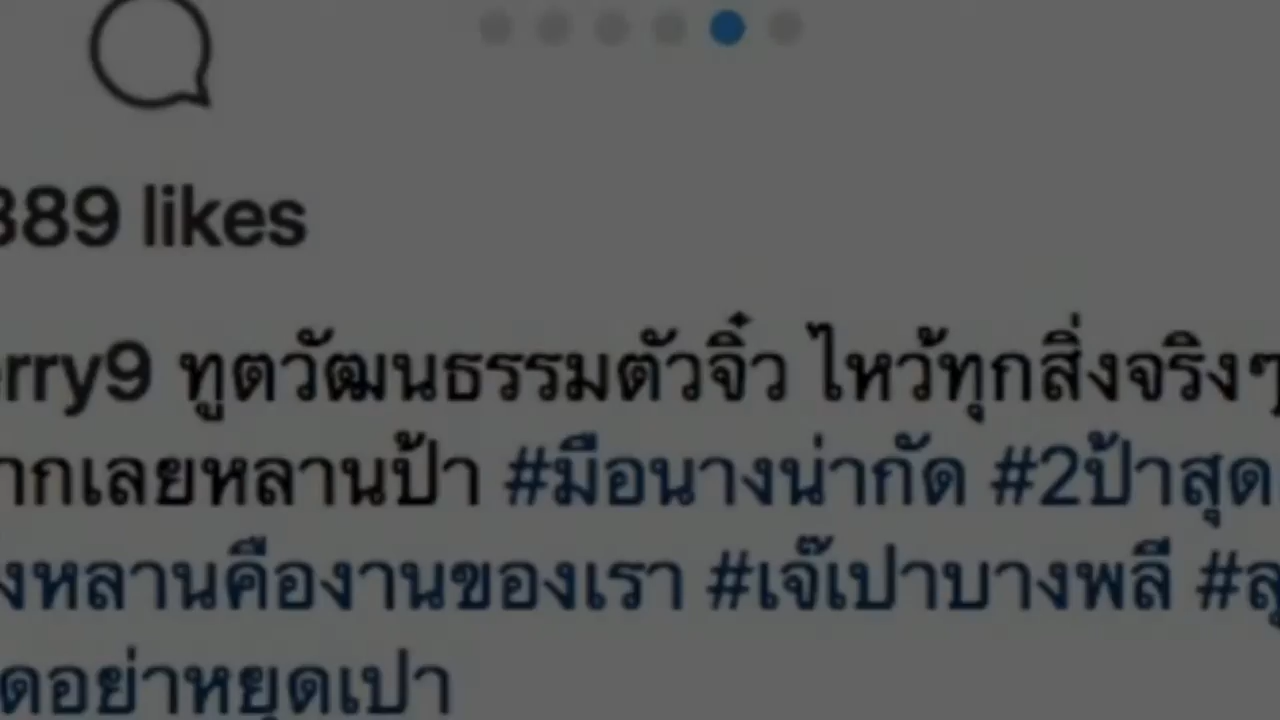 389 likes
erry9 ทูตวัฒนธรรมตัวจิ๋ว ไหว้ทุกสิ่งจริงๆ
ากเลยหลานป้า #มือนางน่ากัด #2ป้าสุด
งหลานคืองานของเรา #เจ๊เปาบางพลี #ลู
ดอย่าหยุดเปา